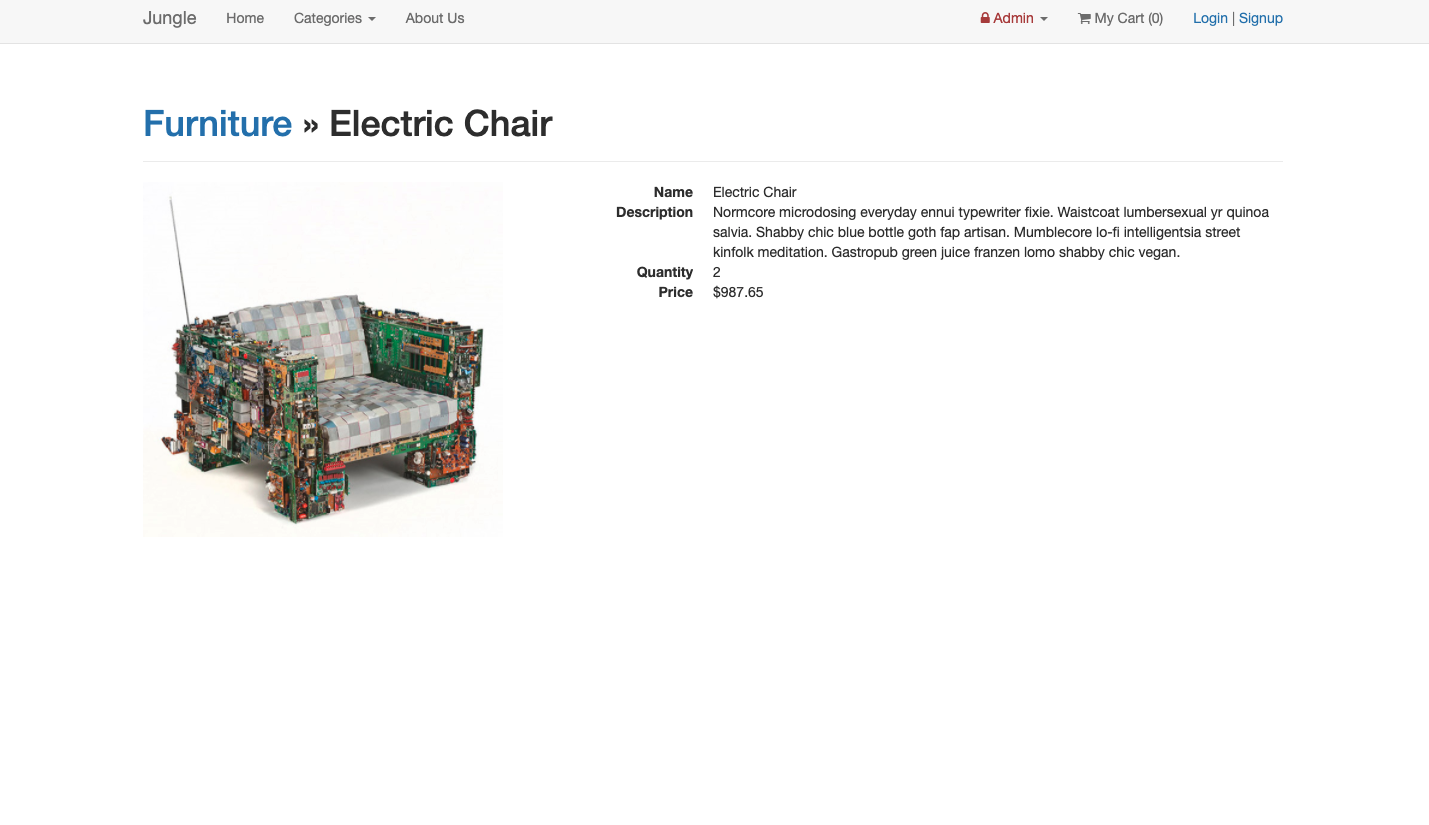 Jungle Home Categories About Us Admin My Cart (0) Login | Signup
Furniture » Electric Chair
Name Electric Chair
Description Normcore microdosing everyday ennui typewriter fixie. Waistcoat lumbersexual yr quinoa
salvia. Shabby chic blue bottle goth fap artisan. Mumblecore lo-fi intelligentsia street
kinfolk meditation. Gastropub green juice franzen lomo shabby chic vegan.
Quantity 2
Price $987.65